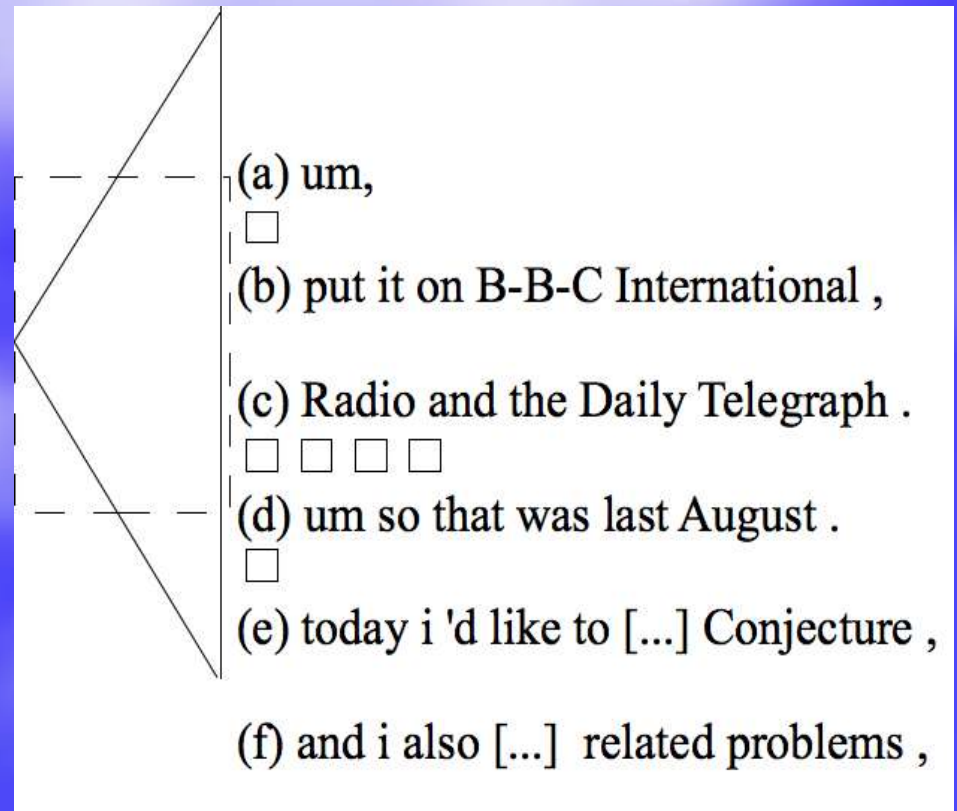 (a) um,
(b) put it on B-B-C International ,
(c) Radio and the Daily Telegraph .
(d) um so that was last August .
(e) today i 'd like to [...] Conjecture ,
(f) and i also [...] related problems ,